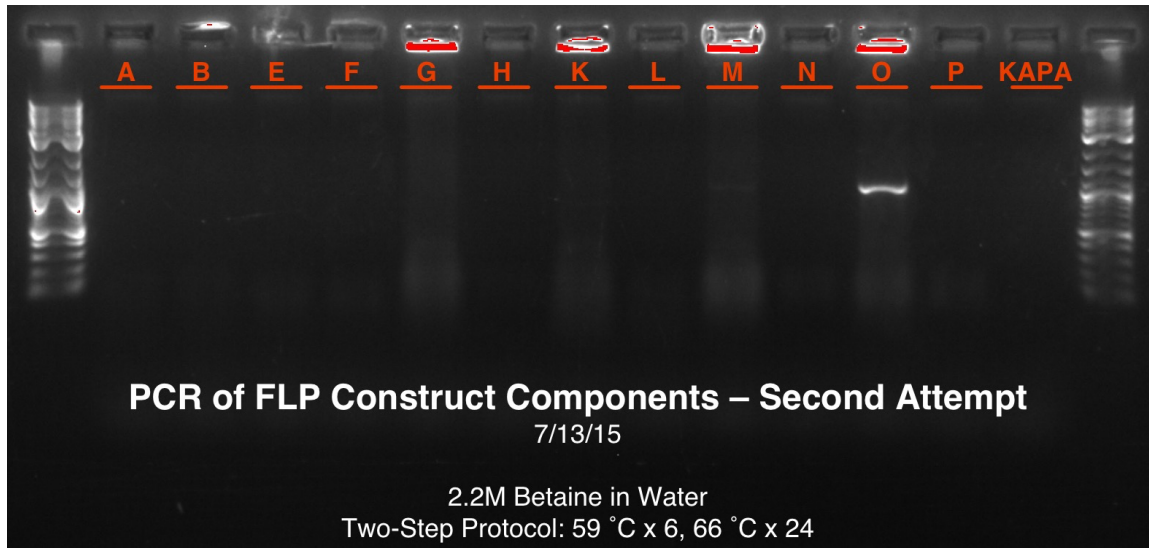 A B E F G H K L M N O P KAPA
PCR of FLP Construct Components – Second Attempt
7/13/15
2.2M Betaine in Water
Two-Step Protocol: 59 ˚C x 6, 66 ˚C x 24